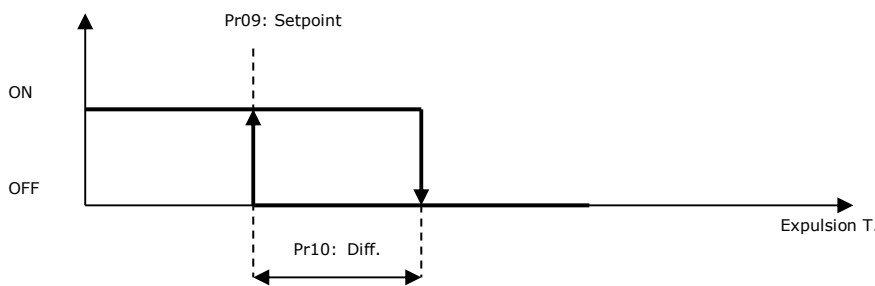 Pr09: Setpoint
ON
OFF
Expulsion T.
Pr10: Diff.